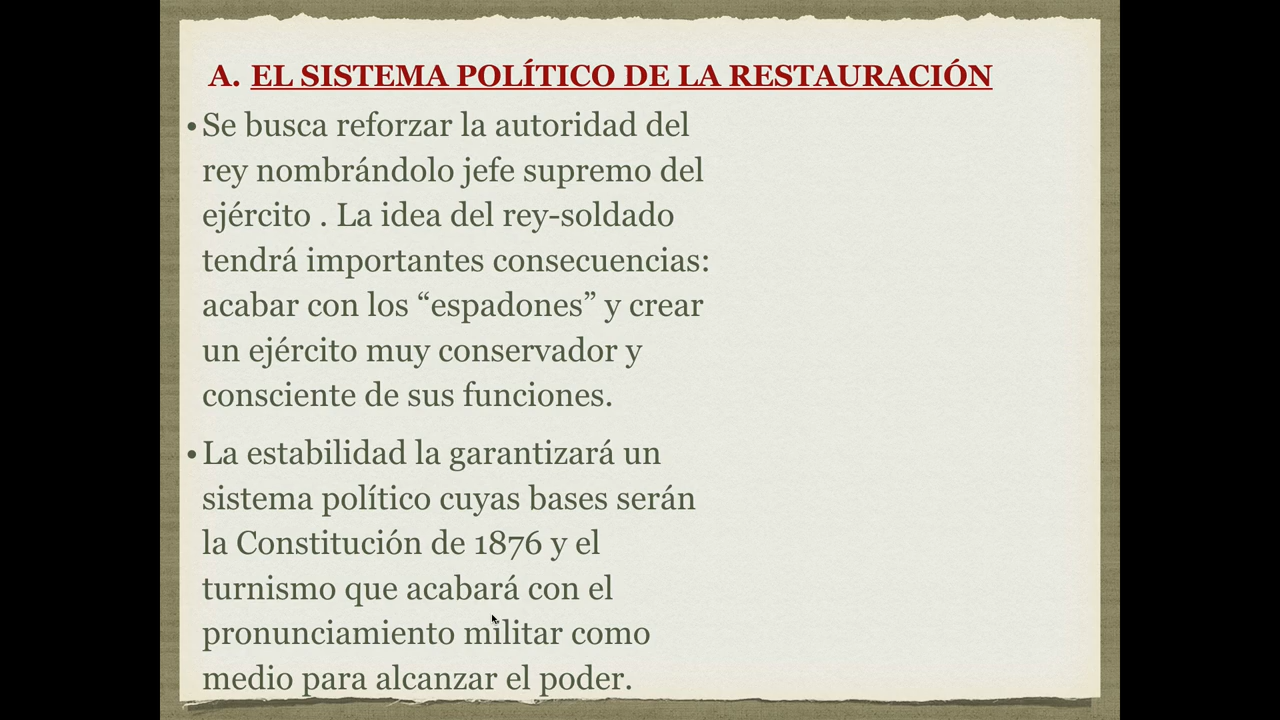 A. EL SISTEMA POLÍTICO DE LA RESTAURACIÓN
• Se busca reforzar la autoridad del
rey nombrándolo jefe supremo del
ejército . La idea del rey-soldado
tendrá importantes consecuencias:
acabar con los “espadones” y crear
un ejército muy conservador y
consciente de sus funciones.
• La estabilidad la garantizará un
sistema político cuyas bases serán
la Constitución de 1876 y el
turnismo que acabará con el
pronunciamiento militar como
medio para alcanzar el poder.